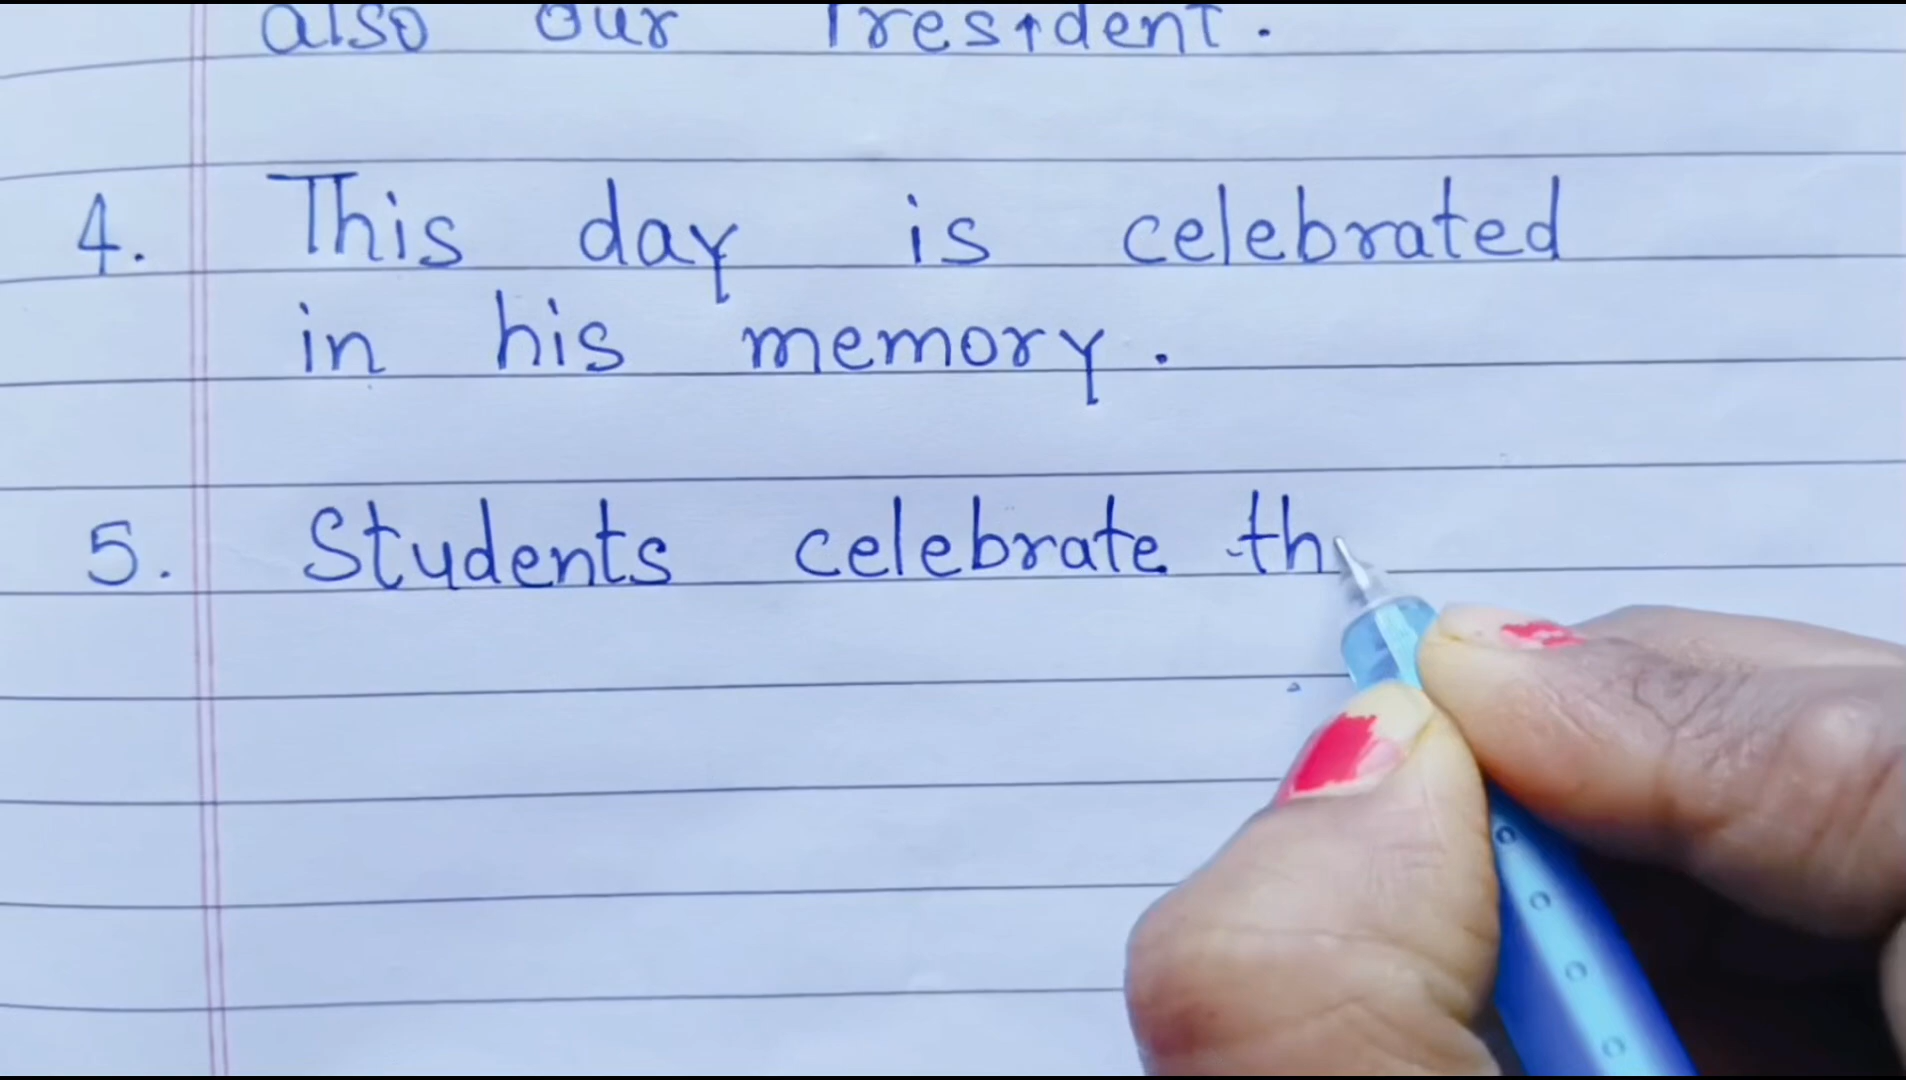 also our President.
4. This day is celebrated
in his memory.
5. Students celebrate th